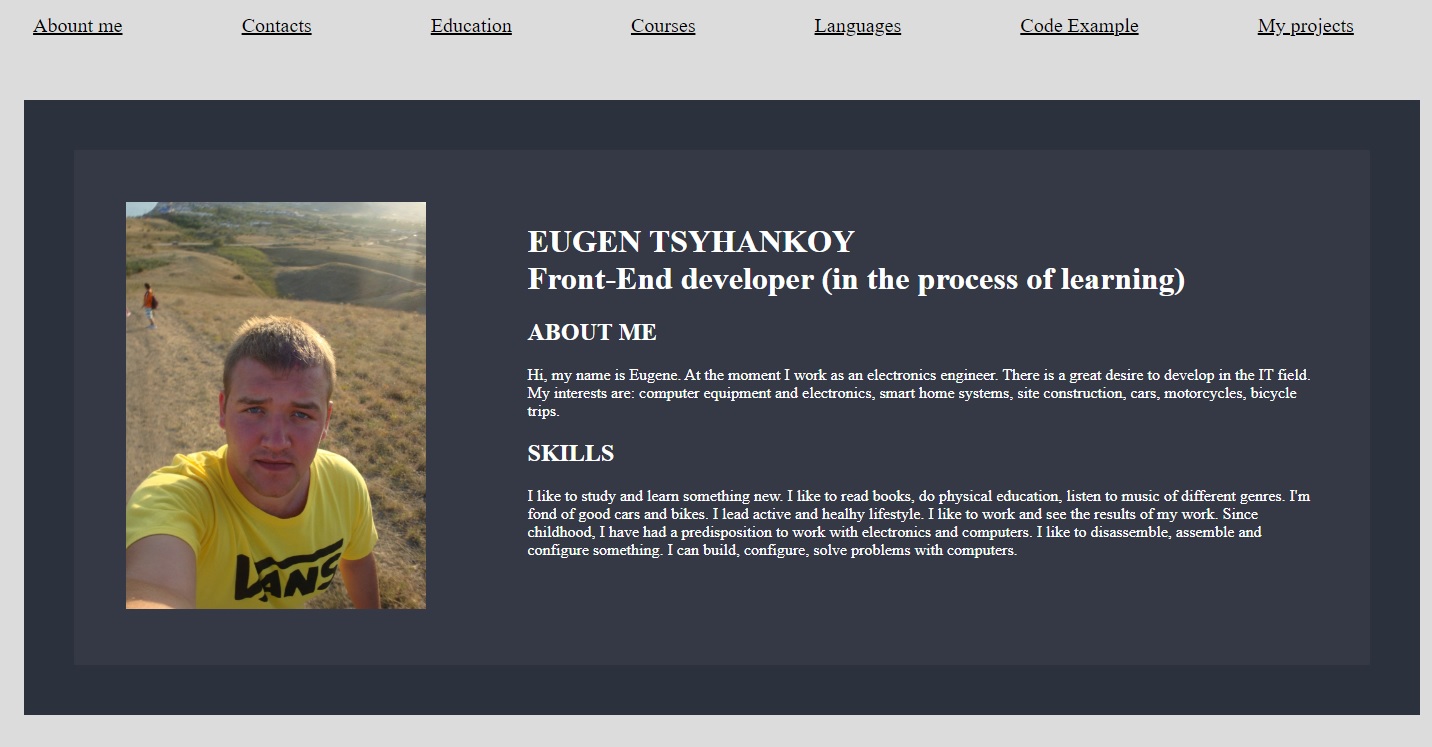 Abount me
Contacts
Education
Courses
Languages
Code Example
My projects
EUGEN TSYHANKOY
Front-End developer (in the process of learning)
ABOUT ME
Hi, my name is Eugene. At the moment I work as an electronics engineer. There is a great desire to develop in the IT field.
My interests are: computer equipment and electronics, smart home systems, site construction, cars, motorcycles, bicycle
trips.
SKILLS
I like to study and learn something new. I like to read books, do physical education, listen to music of different genres. I'm
fond of good cars and bikes. I lead active and healhy lifestyle. I like to work and see the results of my work. Since
childhood, I have had a predisposition to work with electronics and computers. I like to disassemble, assemble and
configure something. I can build, configure, solve problems with computers.
VANS